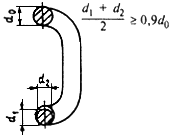 d₀
(d₁ + d₂)/2 ≥ 0,9d₀
d₂
d₁